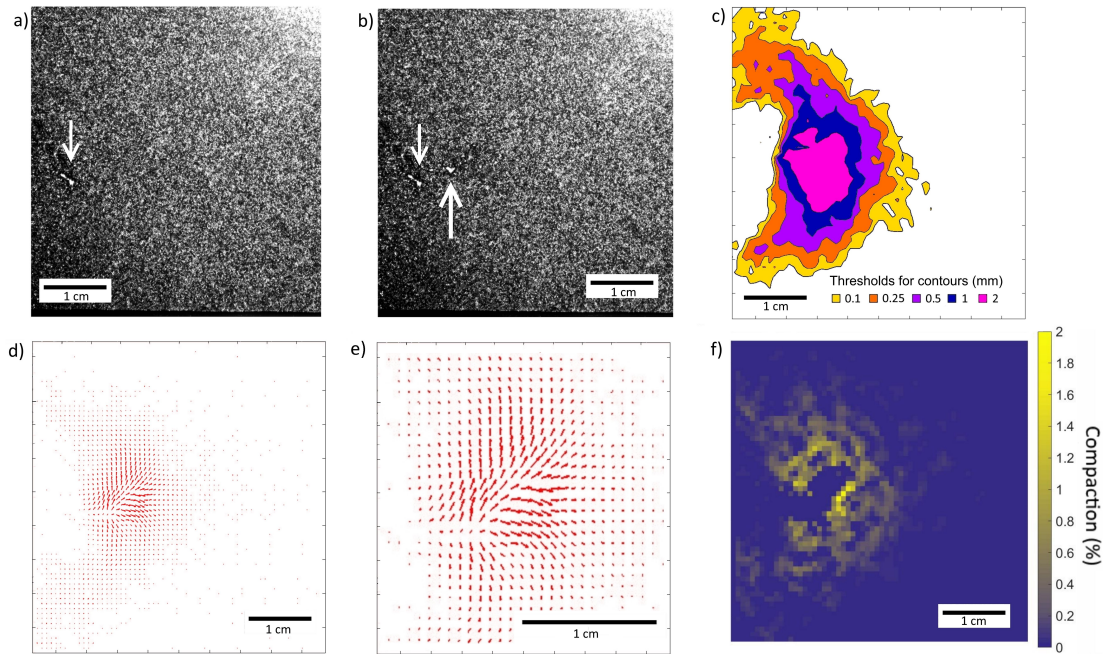 a)
1 cm
b)
1 cm
c)
Thresholds for contours (mm)
0.1 0.25 0.5 1 2
1 cm
d)
1 cm
e)
1 cm
f)
1 cm
2
1.8
1.6
1.4
1.2
1
0.8
0.6
0.4
0.2
0
Compaction (%)